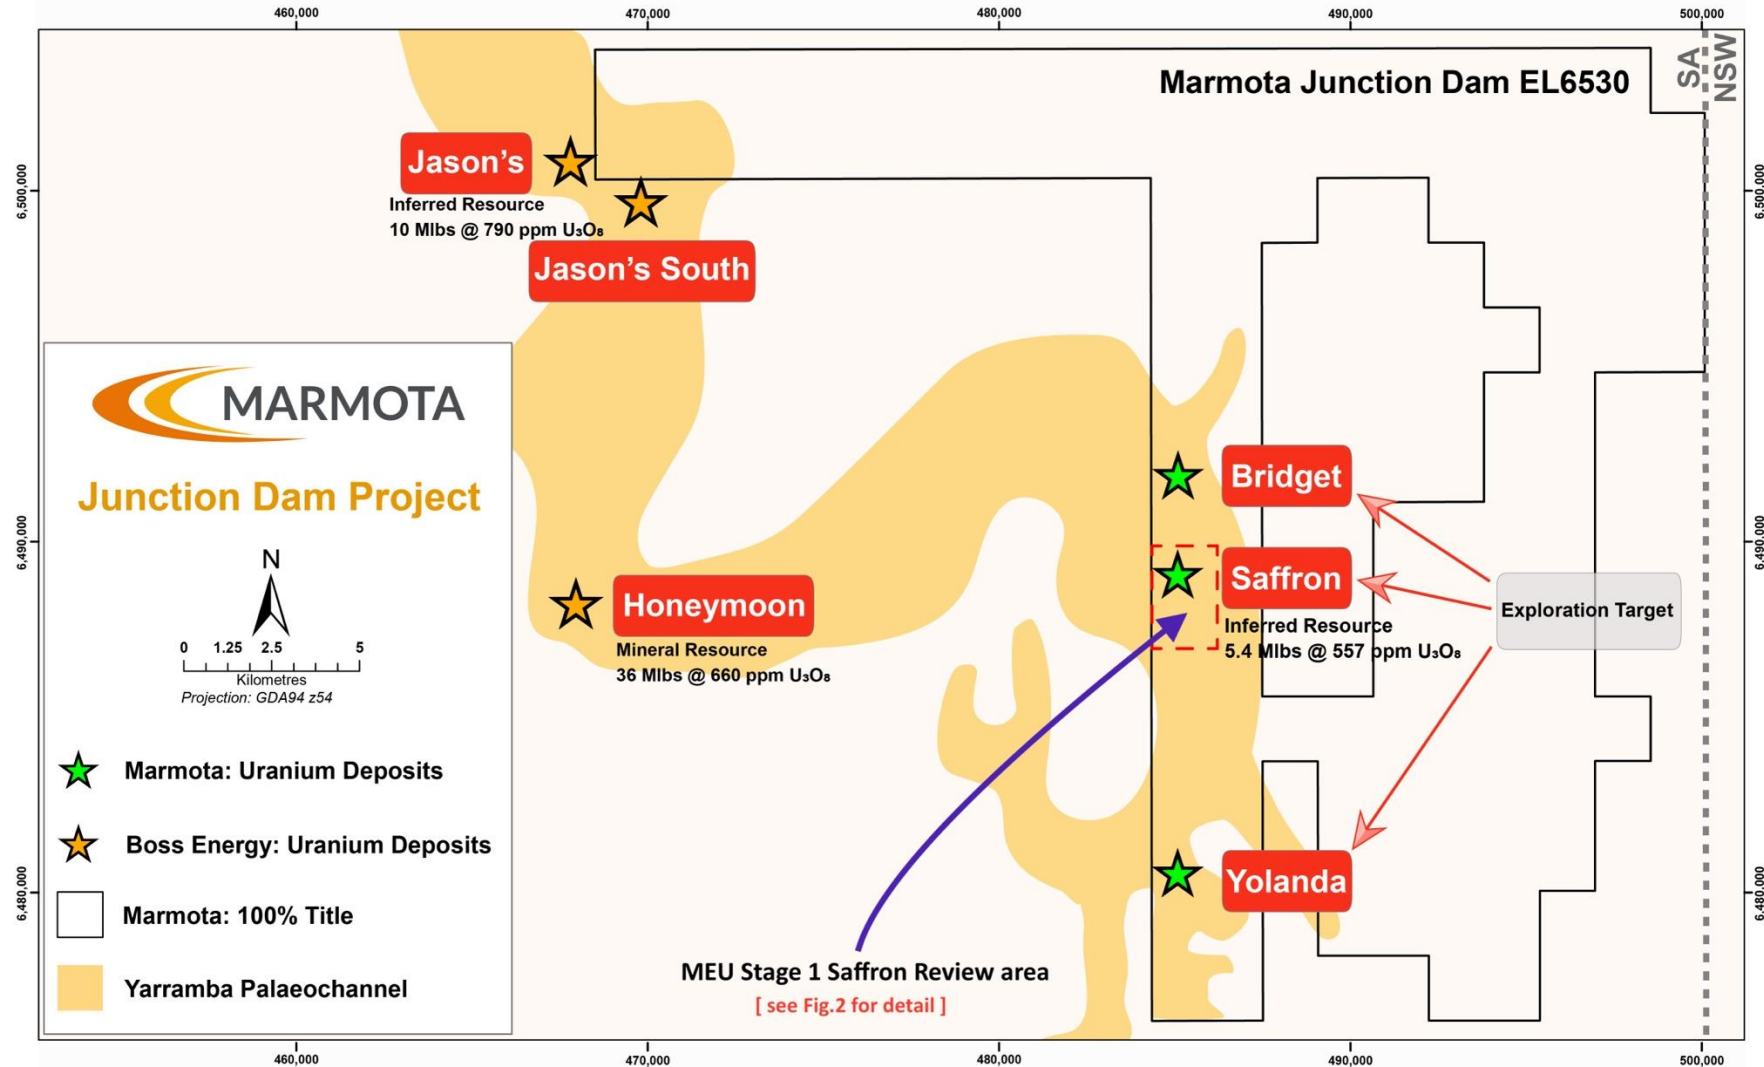 460,000
470,000
480,000
490,000
500,000
Marmota Junction Dam EL6530
SA
NSW
6,500,000
6,500,000
Jason's
Inferred Resource
10 Mlbs @ 790 ppm U₃O₈
Jason's South
MARMOTA
Junction Dam Project
N
0 1.25 2.5 5
Kilometres
Projection: GDA94 z54
Marmota: Uranium Deposits
Boss Energy: Uranium Deposits
Marmota: 100% Title
Yarramba Palaeochannel
Bridget
6,490,000
6,490,000
Saffron
Inferred Resource
5.4 Mlbs @ 557 ppm U₃O₈
Exploration Target
Honeymoon
Mineral Resource
36 Mlbs @ 660 ppm U₃O₈
Yolanda
6,480,000
6,480,000
MEU Stage 1 Saffron Review area
[ see Fig.2 for detail ]
460,000
470,000
480,000
490,000
500,000